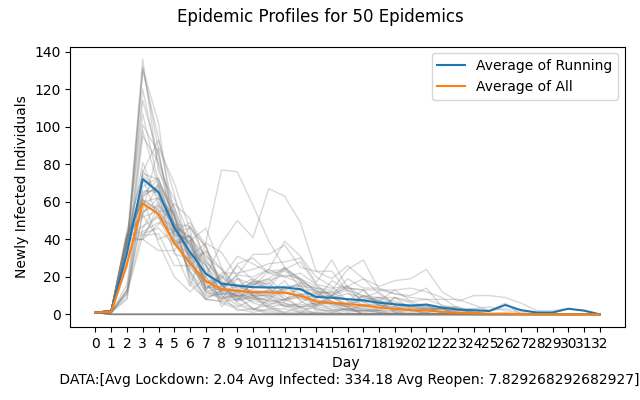 Epidemic Profiles for 50 Epidemics
140
120
100
80
60
40
20
0
Newly Infected Individuals
Average of Running
Average of All
0 1 2 3 4 5 6 7 8 9 10 11 12 13 14 15 16 17 18 19 20 21 22 23 24 25 26 27 28 29 30 31 32
Day
DATA:[Avg Lockdown: 2.04 Avg Infected: 334.18 Avg Reopen: 7.829268292682927]